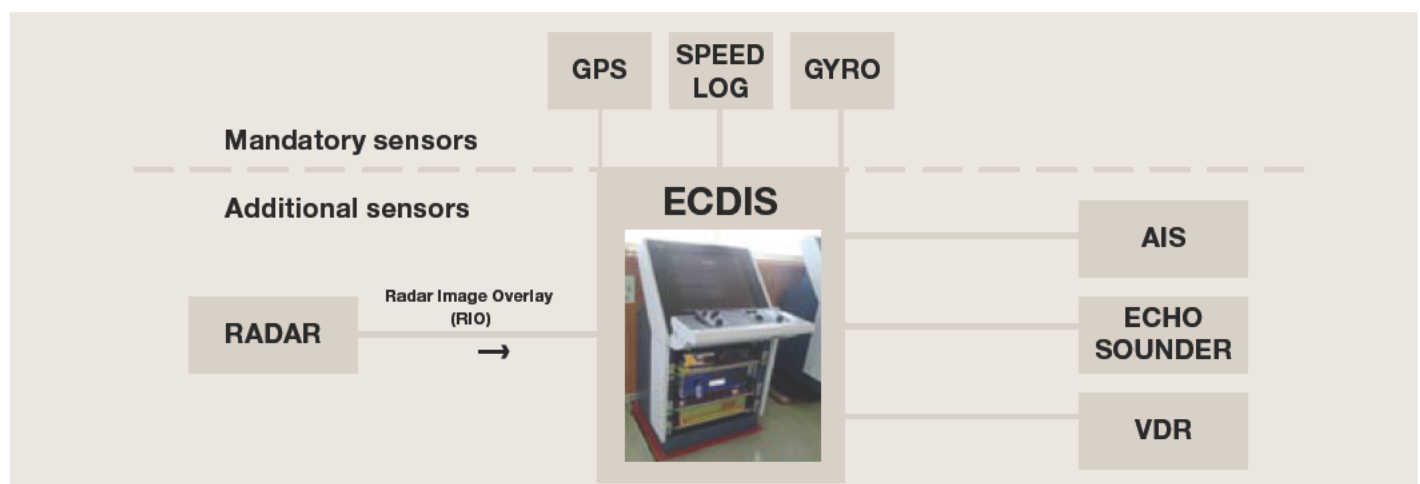 GPS
SPEED
LOG
GYRO
Mandatory sensors
Additional sensors
ECDIS
RADAR
Radar Image Overlay
(RIO)
→
AIS
ECHO
SOUNDER
VDR